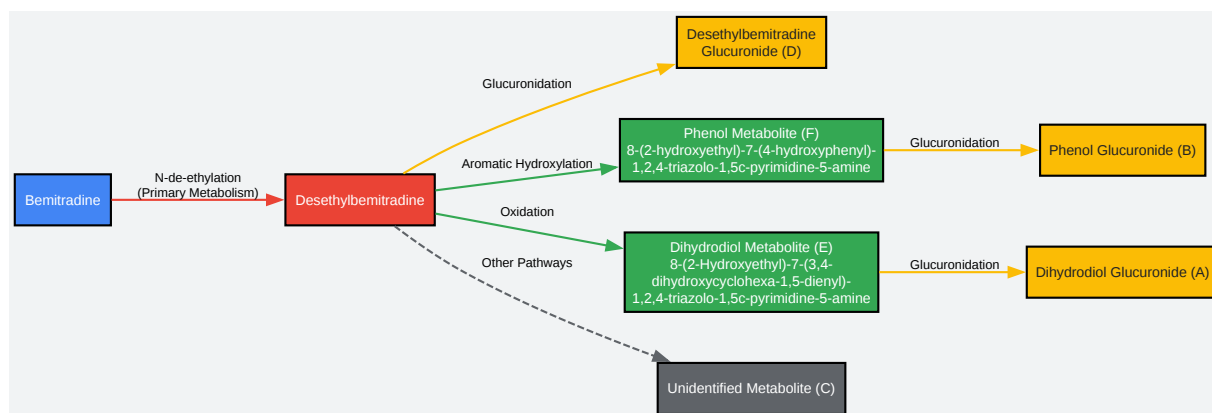 Bemitradine
N-de-ethylation
(Primary Metabolism)
Desethylbemitradine
Glucuronidation
Desethylbemitradine
Glucuronide (D)
Aromatic Hydroxylation
Phenol Metabolite (F)
8-(2-hydroxyethyl)-7-(4-hydroxyphenyl)-
1,2,4-triazolo-1,5c-pyrimidine-5-amine
Glucuronidation
Phenol Glucuronide (B)
Oxidation
Dihydrodiol Metabolite (E)
8-(2-Hydroxyethyl)-7-(3,4-
dihydroxycyclohexa-1,5-dienyl)-
1,2,4-triazolo-1,5c-pyrimidine-5-amine
Glucuronidation
Dihydrodiol Glucuronide (A)
Other Pathways
Unidentified Metabolite (C)